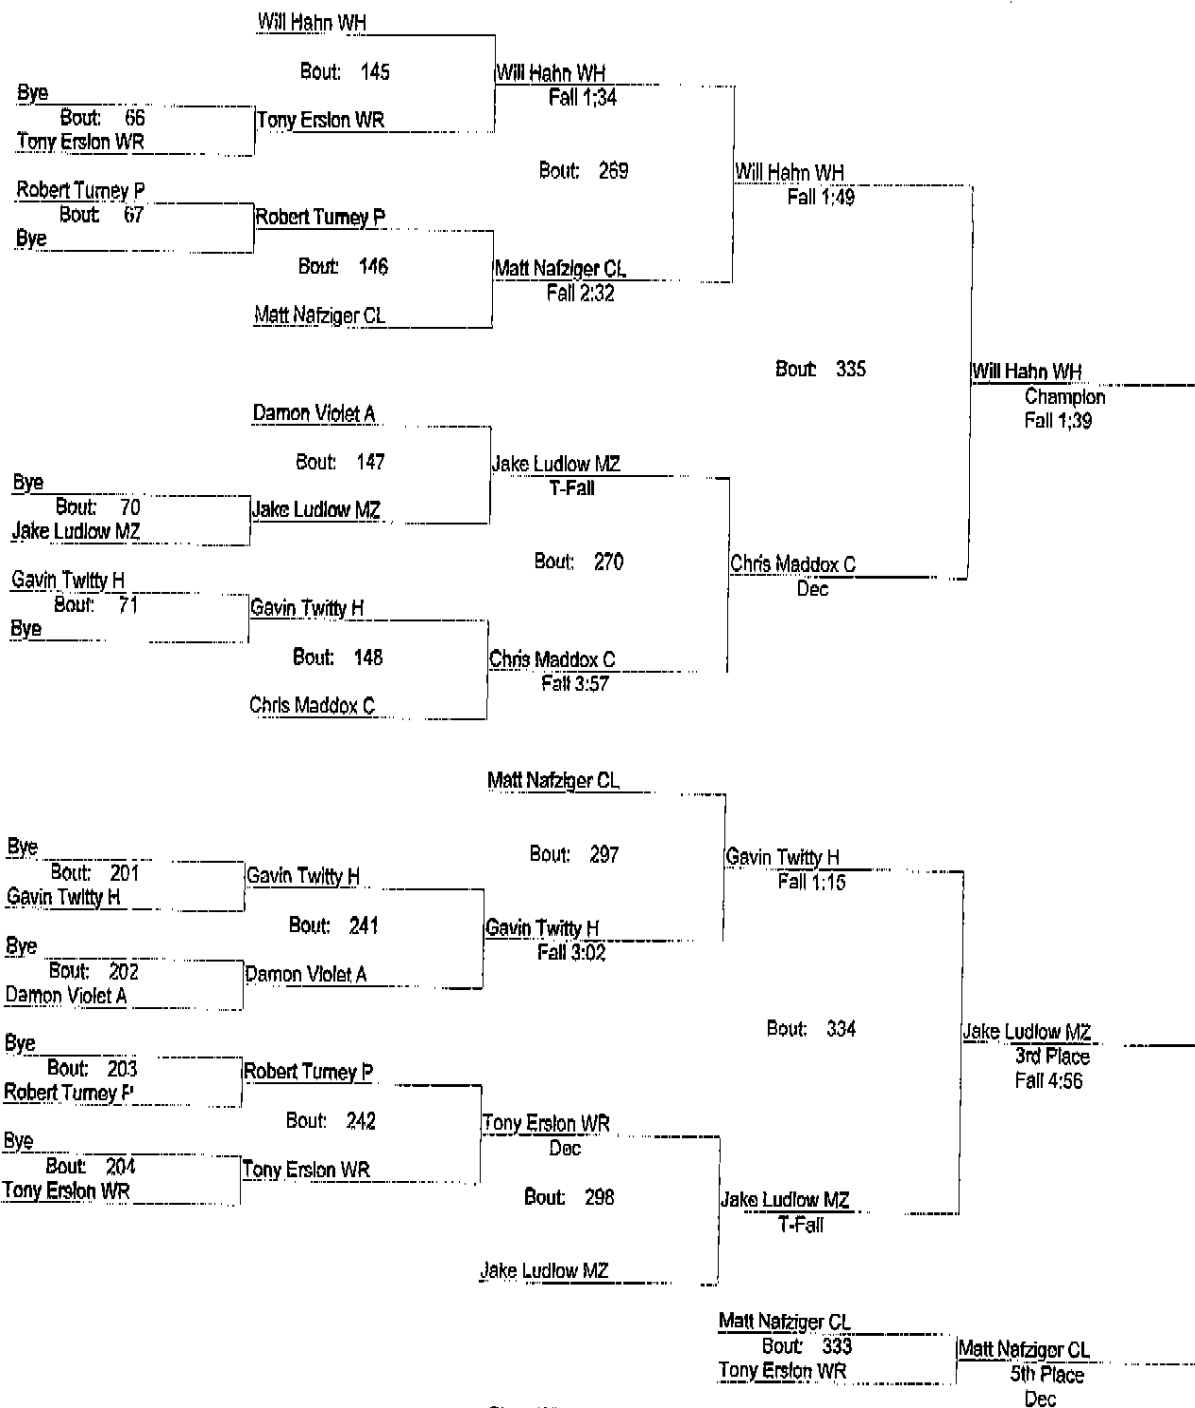 Will Hahn WH
Bout: 145
Will Hahn WH
Fall 1;34
Bye
Bout: 66
Tony Ersion WR
Tony Ersion WR
Bout: 269
Will Hahn WH
Fall 1;49
Robert Turney P
Bout: 67
Bye
Robert Turney P
Bout: 146
Matt Nafziger CL
Fall 2:32
Matt Nafziger CL
Bout: 335
Will Hahn WH
Champion
Fall 1;39
Damon Violet A
Bout: 147
Jake Ludlow MZ
T-Fall
Bye
Bout: 70
Jake Ludlow MZ
Jake Ludlow MZ
Bout: 270
Chris Maddox C
Dec
Gavin Twitty H
Bout: 71
Bye
Gavin Twitty H
Bout: 148
Chris Maddox C
Fall 3:57
Chris Maddox C
Matt Nafziger CL
Bout: 297
Gavin Twitty H
Fall 1:15
Bye
Bout: 201
Gavin Twitty H
Gavin Twitty H
Bout: 241
Gavin Twitty H
Fall 3:02
Bye
Bout: 202
Damon Violet A
Damon Violet A
Bout: 334
Jake Ludlow MZ
3rd Place
Fall 4:56
Bye
Bout: 203
Robert Turney P
Robert Turney P
Bout: 242
Tony Ersion WR
Dec
Bye
Bout: 204
Tony Ersion WR
Tony Ersion WR
Bout: 298
Jake Ludlow MZ
T-Fall
Jake Ludlow MZ
Matt Nafziger CL
Bout: 333
Tony Ersion WR
Matt Nafziger CL
5th Place
Dec